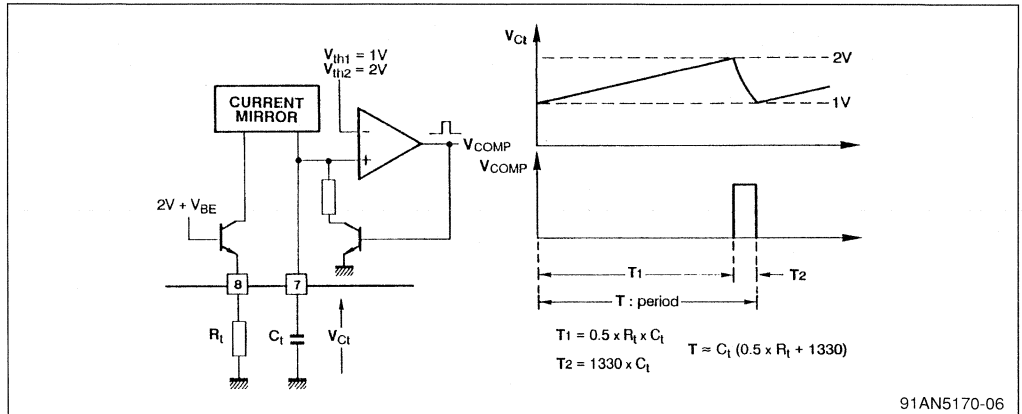 Vth1 = 1V
Vth2 = 2V
CURRENT
MIRROR
−
+
VCOMP
2V + VBE
8
7
Rt
Ct
VCt
VCt
2V
1V
VCOMP
T1
T2
T : period
T1 = 0.5 x Rt x Ct
T2 = 1330 x Ct
T ≈ Ct (0.5 x Rt + 1330)
91AN5170-06